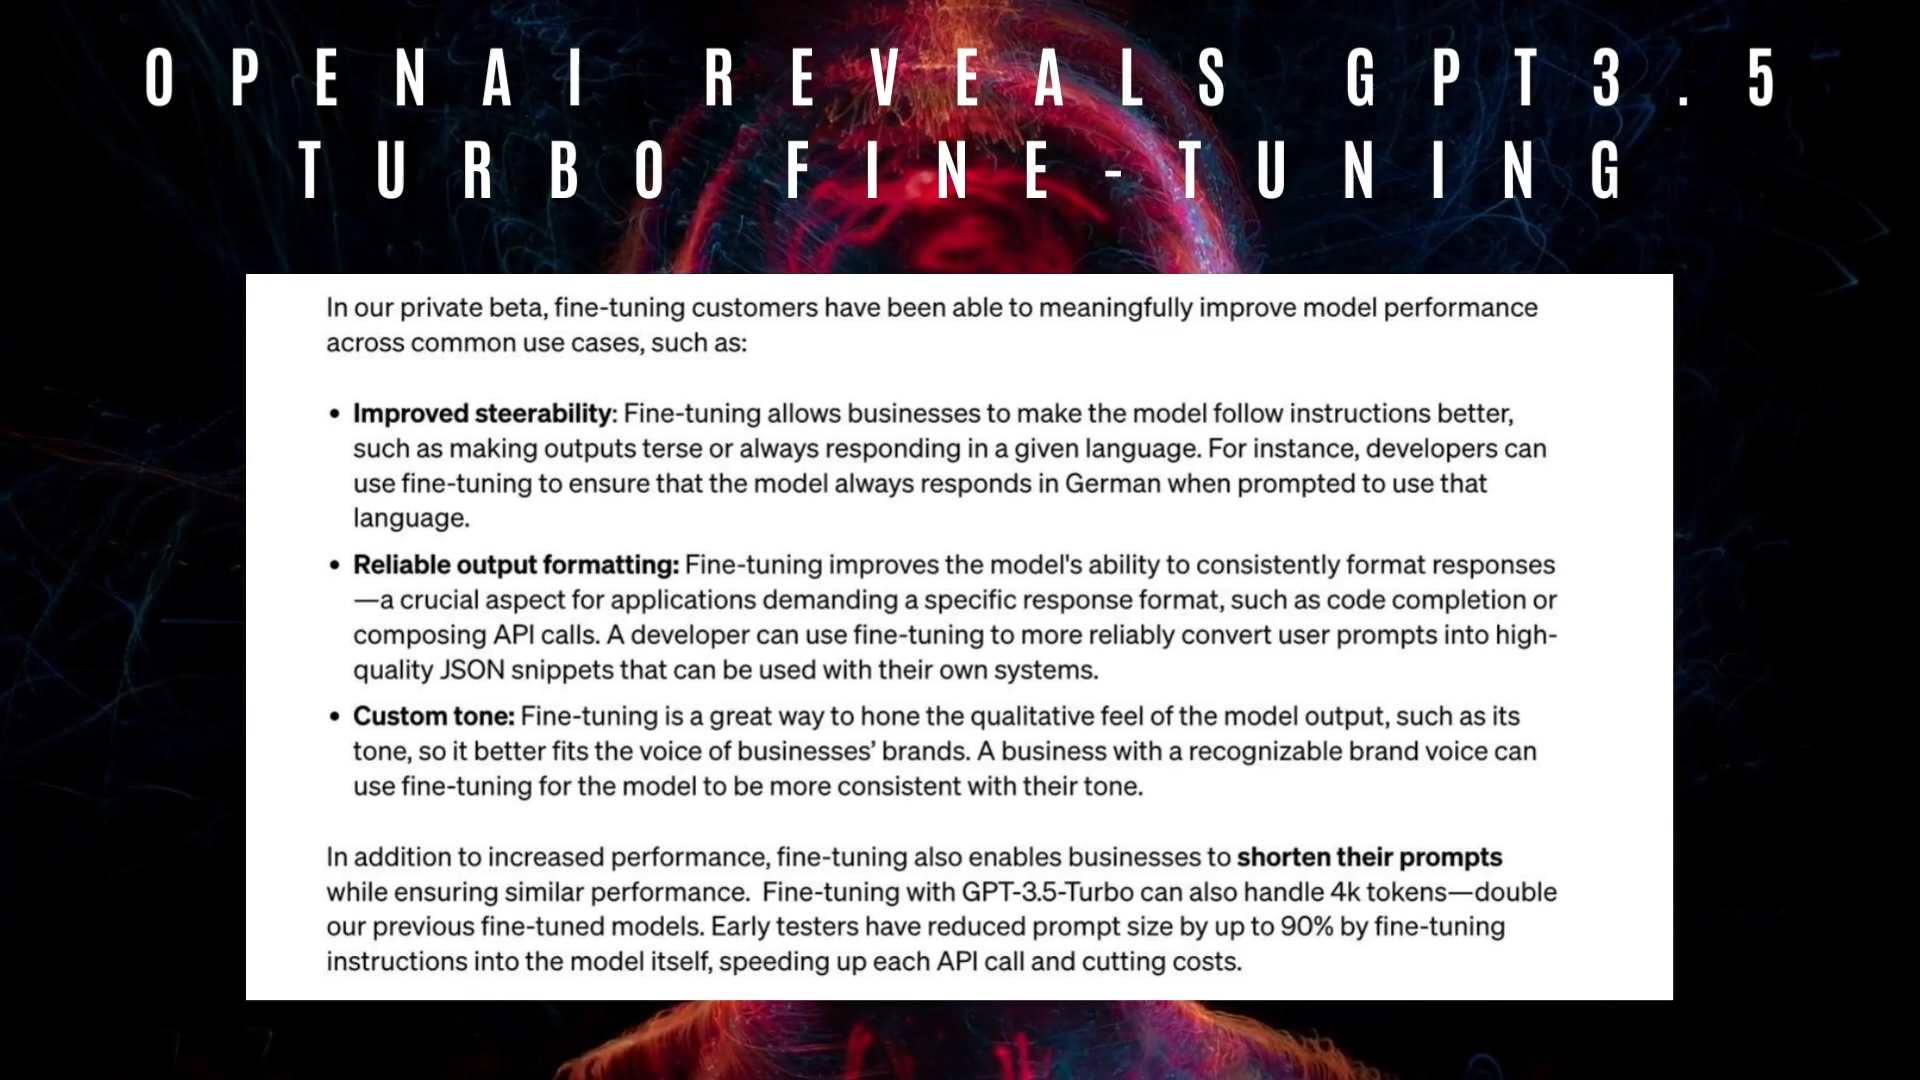 OPENAI REVEALS GPT3.5
TURBO FINE-TUNING
In our private beta, fine-tuning customers have been able to meaningfully improve model performance
across common use cases, such as:
• Improved steerability: Fine-tuning allows businesses to make the model follow instructions better,
such as making outputs terse or always responding in a given language. For instance, developers can
use fine-tuning to ensure that the model always responds in German when prompted to use that
language.
• Reliable output formatting: Fine-tuning improves the model's ability to consistently format responses
—a crucial aspect for applications demanding a specific response format, such as code completion or
composing API calls. A developer can use fine-tuning to more reliably convert user prompts into high-
quality JSON snippets that can be used with their own systems.
• Custom tone: Fine-tuning is a great way to hone the qualitative feel of the model output, such as its
tone, so it better fits the voice of businesses’ brands. A business with a recognizable brand voice can
use fine-tuning for the model to be more consistent with their tone.
In addition to increased performance, fine-tuning also enables businesses to shorten their prompts
while ensuring similar performance. Fine-tuning with GPT-3.5-Turbo can also handle 4k tokens—double
our previous fine-tuned models. Early testers have reduced prompt size by up to 90% by fine-tuning
instructions into the model itself, speeding up each API call and cutting costs.